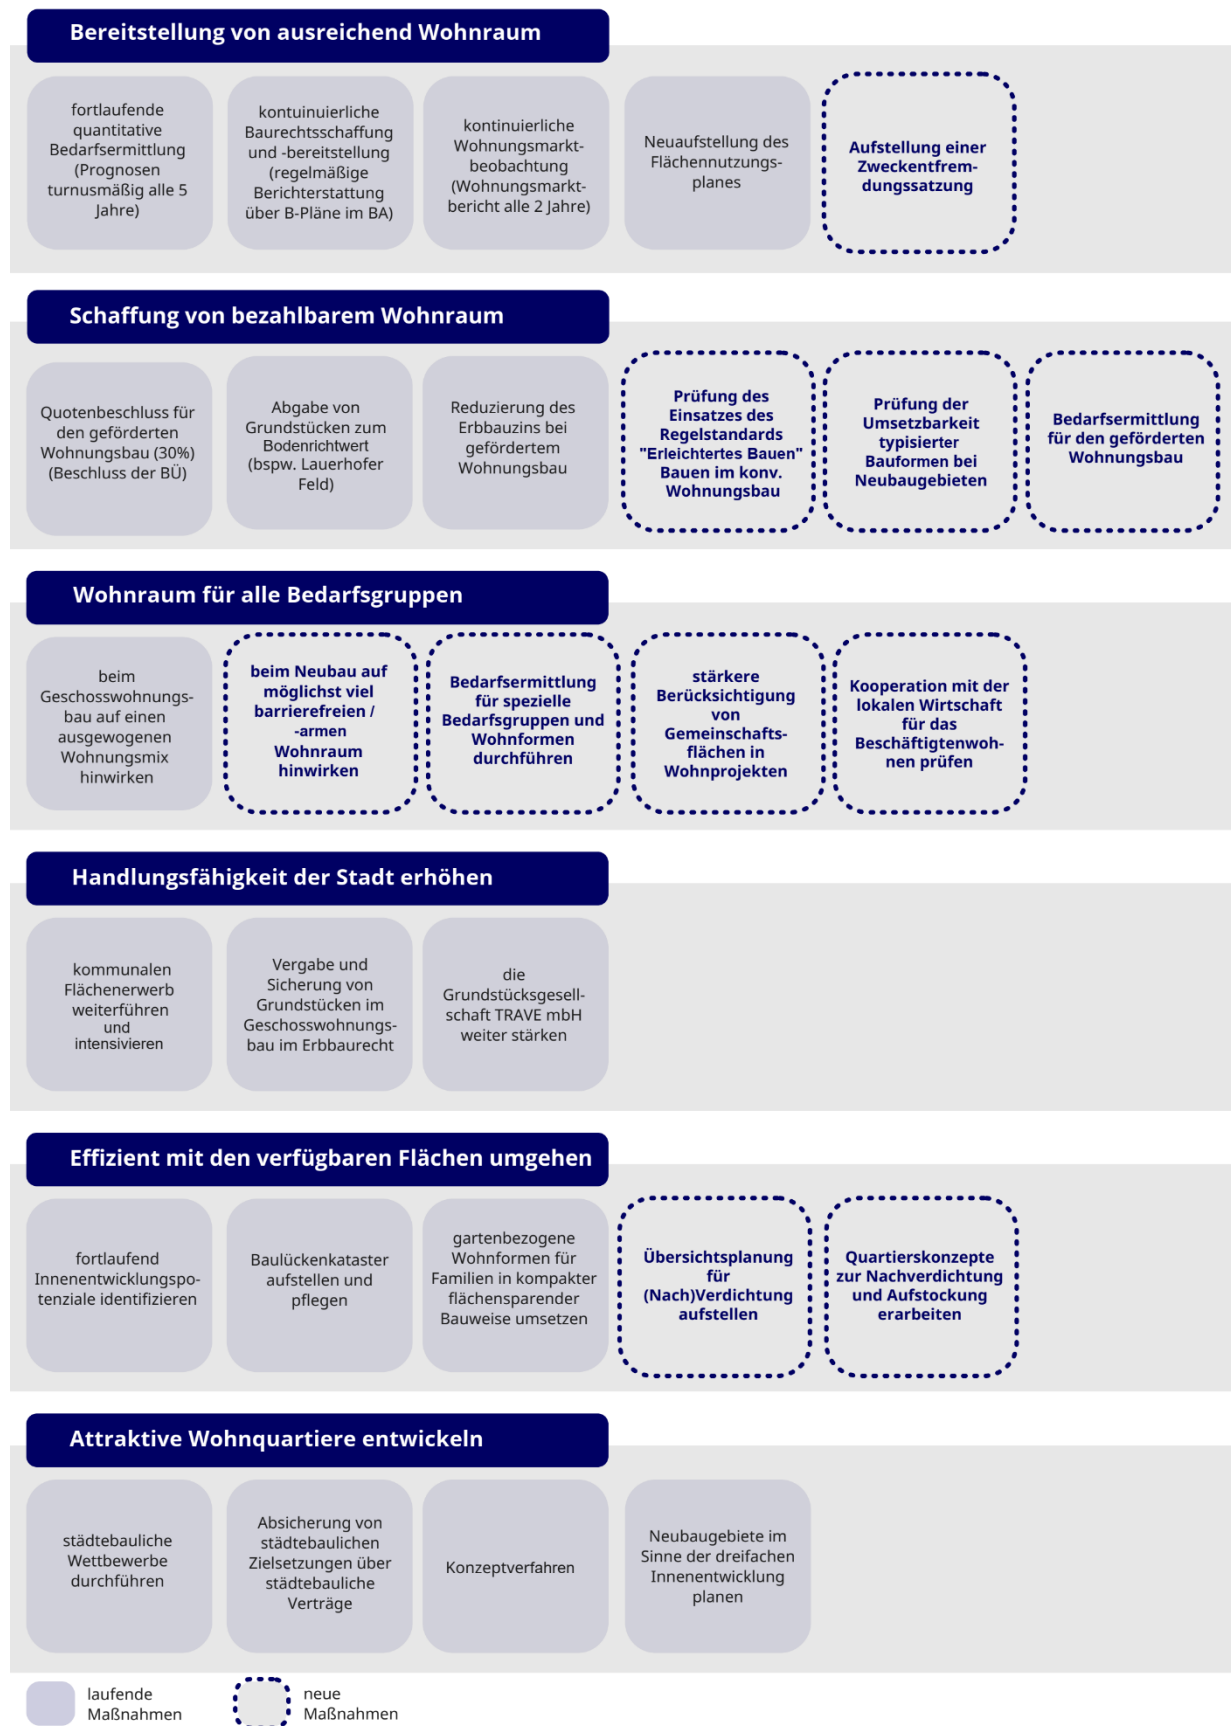 Bereitstellung von ausreichend Wohnraum
fortlaufende
quantitative
Bedarfsermittlung
(Prognosen
turnusmäßig alle 5
Jahre)
kontuinuierliche
Baurechtsschaffung
und -bereitstellung
(regelmäßige
Berichterstattung
über B-Pläne im BA)
kontinuierliche
Wohnungsmarkt-
beobachtung
(Wohnungsmarkt-
bericht alle 2 Jahre)
Neuaufstellung des
Flächennutzungs-
planes
Aufstellung einer
Zweckentfrem-
dungssatzung
Schaffung von bezahlbarem Wohnraum
Quotenbeschluss für
den geförderten
Wohnungsbau (30%)
(Beschluss der BÜ)
Abgabe von
Grundstücken zum
Bodenrichtwert
(bspw. Lauerhofer
Feld)
Reduzierung des
Erbbauzins bei
gefördertem
Wohnungsbau
Prüfung des
Einsatzes des
Regelstandards
"Erleichtertes Bauen"
Bauen im konv.
Wohnungsbau
Prüfung der
Umsetzbarkeit
typisierter
Bauformen bei
Neubaugebieten
Bedarfsermittlung
für den geförderten
Wohnungsbau
Wohnraum für alle Bedarfsgruppen
beim
Geschosswohnungs-
bau auf einen
ausgewogenen
Wohnungsmix
hinwirken
beim Neubau auf
möglichst viel
barrierefreien /
-armen
Wohnraum
hinwirken
Bedarfsermittlung
für spezielle
Bedarfsgruppen und
Wohnformen
durchführen
stärkere
Berücksichtigung
von
Gemeinschafts-
flächen in
Wohnprojekten
Kooperation mit der
lokalen Wirtschaft
für das
Beschäftigtenwoh-
nen prüfen
Handlungsfähigkeit der Stadt erhöhen
kommunalen
Flächenerwerb
weiterführen
und
intensivieren
Vergabe und
Sicherung von
Grundstücken im
Geschosswohnungs-
bau im Erbbaurecht
die
Grundstücksgesell-
schaft TRAVE mbH
weiter stärken
Effizient mit den verfügbaren Flächen umgehen
fortlaufend
Innenentwicklungspo-
tenziale identifizieren
Baulückenkataster
aufstellen und
pflegen
gartenbezogene
Wohnformen für
Familien in kompakter
flächensparender
Bauweise umsetzen
Übersichtsplanung
für
(Nach)Verdichtung
aufstellen
Quartierskonzepte
zur Nachverdichtung
und Aufstockung
erarbeiten
Attraktive Wohnquartiere entwickeln
städtebauliche
Wettbewerbe
durchführen
Absicherung von
städtebaulichen
Zielsetzungen über
städtebauliche
Verträge
Konzeptverfahren
Neubaugebiete im
Sinne der dreifachen
Innenentwicklung
planen
laufende
Maßnahmen
neue
Maßnahmen